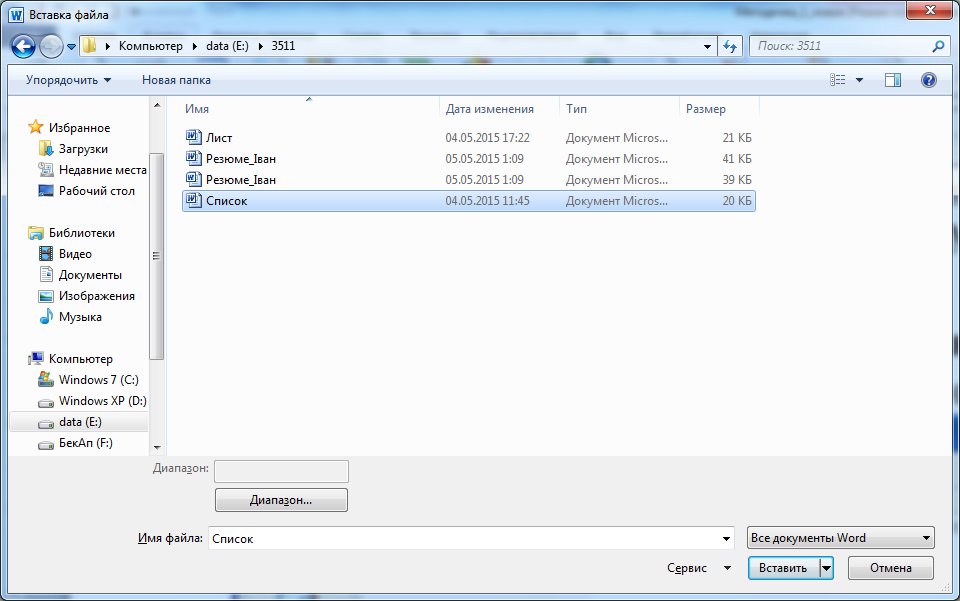 Вставка файла
Компьютер data (E:) 3511
Поиск: 3511
Упорядочить Новая папка
Имя Дата изменения Тип Размер
Лист 04.05.2015 17:22 Документ Micros... 21 КБ
Резюме_Іван 05.05.2015 1:09 Документ Micros... 41 КБ
Резюме_Іван 05.05.2015 1:09 Документ Micros... 39 КБ
Список 04.05.2015 11:45 Документ Micros... 20 КБ
Избранное
Загрузки
Недавние места
Рабочий стол
Библиотеки
Видео
Документы
Изображения
Музыка
Компьютер
Windows 7 (C:)
Windows XP (D:)
data (E:)
БекАп (F:)
Диапазон:
Диапазон...
Имя файла: Список Все документы Word
Сервис Вставить Отмена